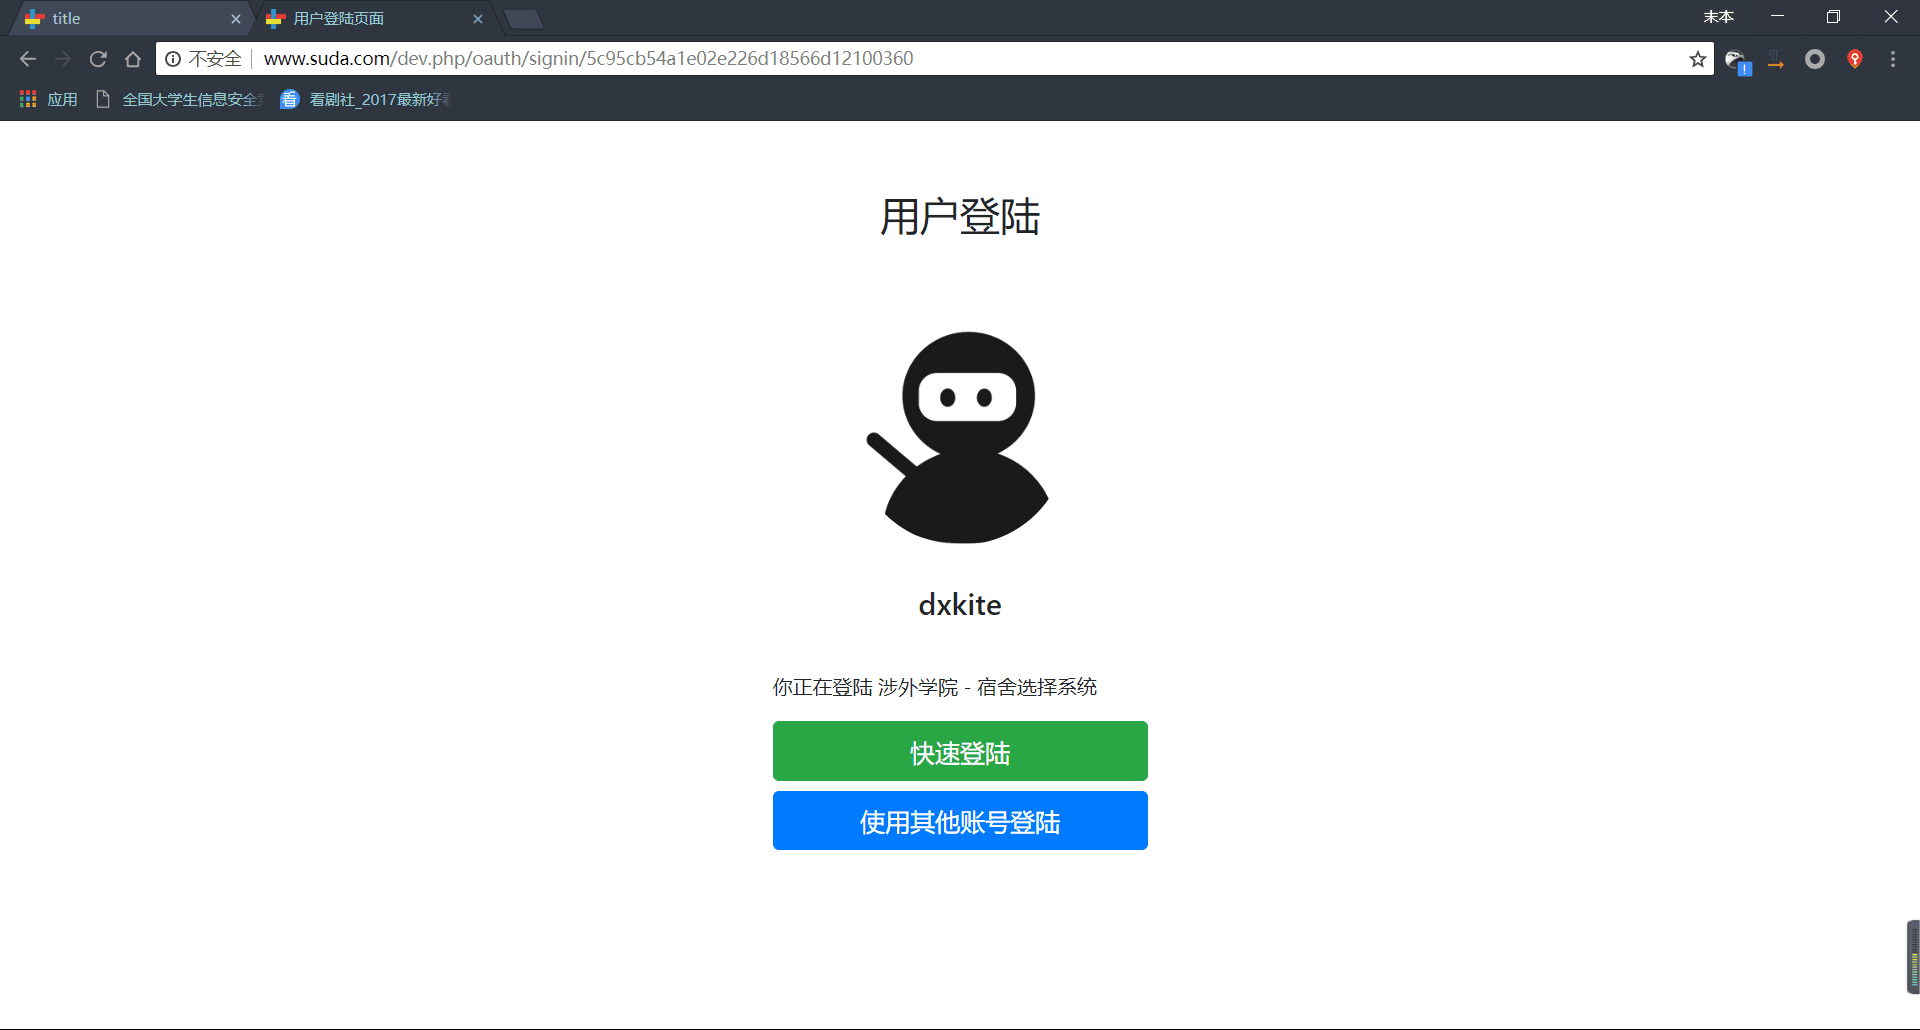 title
用户登陆页面
末本
不安全
www.suda.com/dev.php/oauth/signin/5c95cb54a1e02e226d18566d12100360
应用
全国大学生信息安全
看
看剧社_2017最新好
用户登陆
dxkite
你正在登陆 涉外学院 - 宿舍选择系统
快速登陆
使用其他账号登陆